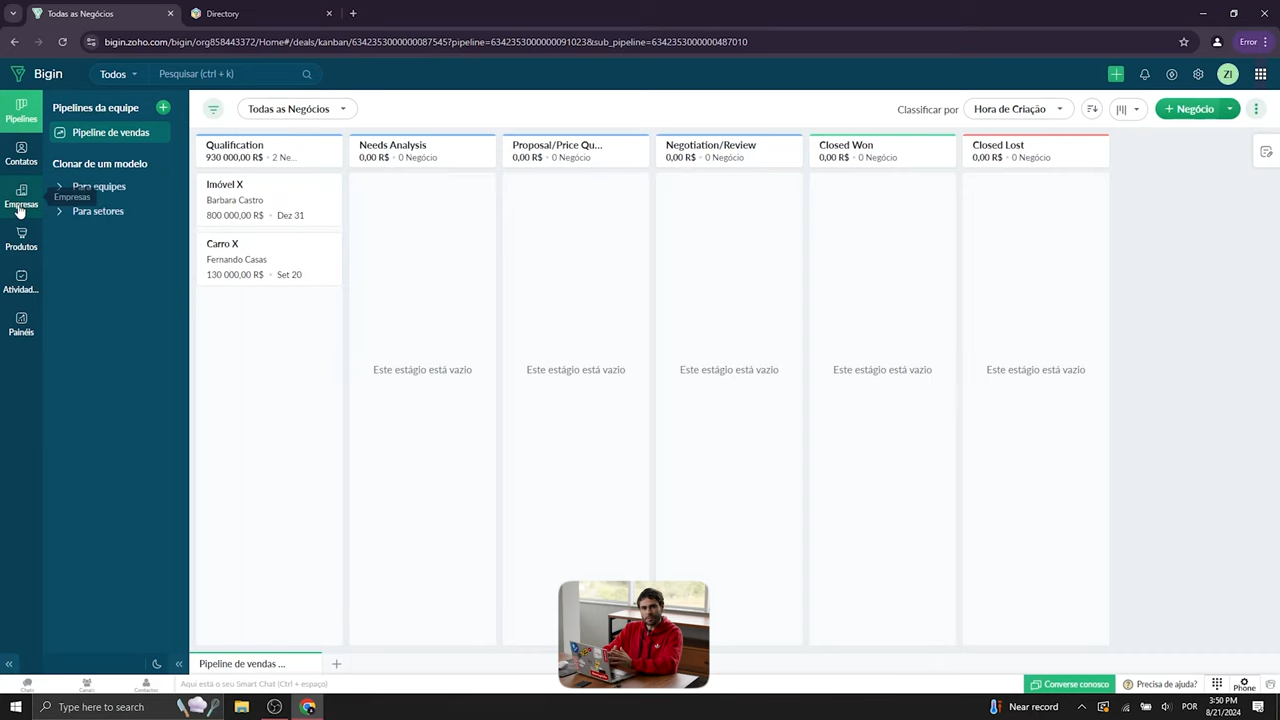 Todas as Negócios
Directory
bigin.zoho.com/bigin/org858443372/Home#/deals/kanban/6342353000000087545?pipeline=6342353000000091023&sub_pipeline=6342353000000487010
Error
Bigin
Todos
Pesquisar (ctrl + k)
ZI
Pipelines
Contatos
Empresas
Produtos
Ativida...
Painéis
Pipelines da equipe
Pipeline de vendas
Clonar de um modelo
Para equipes
Empresas
Para setores
Todas as Negócios
Classificar por
Hora de Criação
Negócio
Qualification
930 000,00 R$ • 2 Ne...
Imóvel X
Barbara Castro
800 000,00 R$ • Dez 31
Carro X
Fernando Casas
130 000,00 R$ • Set 20
Needs Analysis
0,00 R$ • 0 Negócio
Este estágio está vazio
Proposal/Price Qu...
0,00 R$ • 0 Negócio
Este estágio está vazio
Negotiation/Review
0,00 R$ • 0 Negócio
Este estágio está vazio
Closed Won
0,00 R$ • 0 Negócio
Este estágio está vazio
Closed Lost
0,00 R$ • 0 Negócio
Este estágio está vazio
Pipeline de vendas ...
Chats
Canais
Contactos
Aqui está o seu Smart Chat (Ctrl + espaço)
Converse conosco
Precisa de ajuda?
Phone
Type here to search
Near record
POR
3:50 PM
8/21/2024